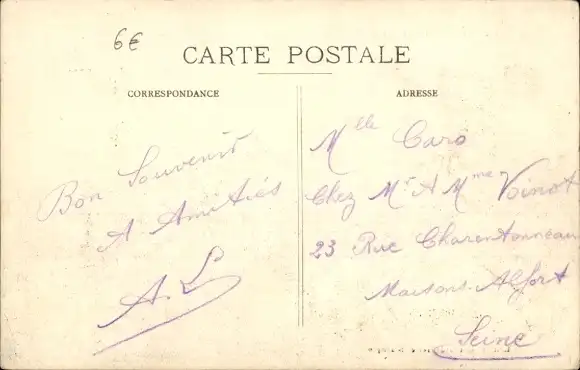 6€
CARTE POSTALE
CORRESPONDANCE
ADRESSE
Bon Souvenir
A Amitiés
A. L
Mlle Caro
Chez Mr A Mme Voinot
23 Rue Charentonneau
Maisons-Alfort
Seine